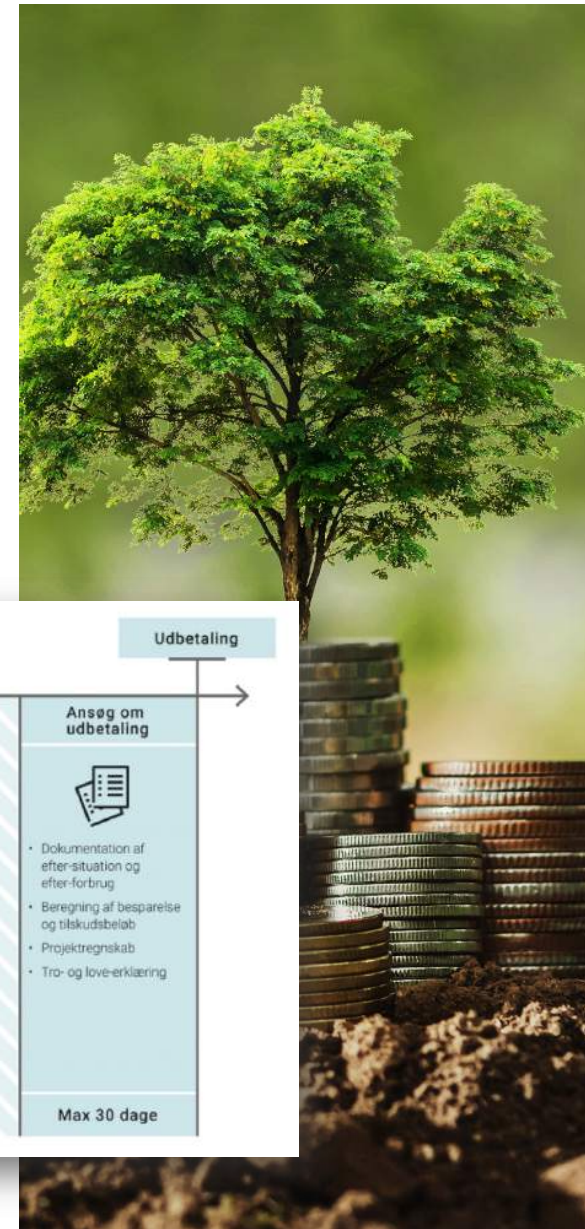 Udbetaling
Ansøg om
udbetaling
• Dokumentation af
efter-situation og
efter-forbrug
• Beregning af besparelse
og tilskudsbeløb
• Projektregnskab
• Tro- og love-erklæring
Max 30 dage